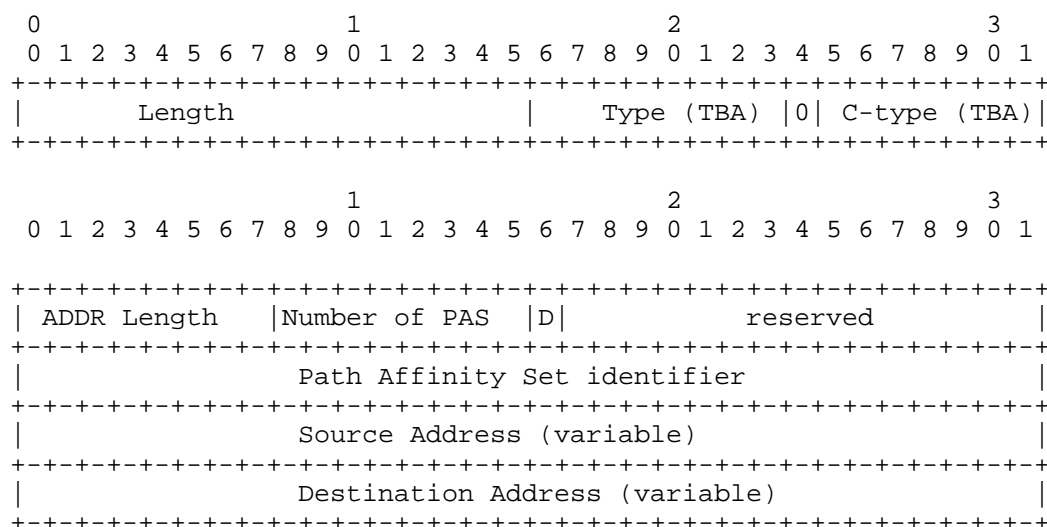 0                   1                   2                   3
 0 1 2 3 4 5 6 7 8 9 0 1 2 3 4 5 6 7 8 9 0 1 2 3 4 5 6 7 8 9 0 1
+-+-+-+-+-+-+-+-+-+-+-+-+-+-+-+-+-+-+-+-+-+-+-+-+-+-+-+-+-+-+-+-+
|       Length                  |    Type (TBA) |0| C-type (TBA)|
+-+-+-+-+-+-+-+-+-+-+-+-+-+-+-+-+-+-+-+-+-+-+-+-+-+-+-+-+-+-+-+-+
                     1                   2                   3
 0 1 2 3 4 5 6 7 8 9 0 1 2 3 4 5 6 7 8 9 0 1 2 3 4 5 6 7 8 9 0 1
+-+-+-+-+-+-+-+-+-+-+-+-+-+-+-+-+-+-+-+-+-+-+-+-+-+-+-+-+-+-+-+-+
| ADDR Length   |Number of PAS  |D|           reserved          |
+-+-+-+-+-+-+-+-+-+-+-+-+-+-+-+-+-+-+-+-+-+-+-+-+-+-+-+-+-+-+-+-+
|                 Path Affinity Set identifier                  |
+-+-+-+-+-+-+-+-+-+-+-+-+-+-+-+-+-+-+-+-+-+-+-+-+-+-+-+-+-+-+-+-+
|                 Source Address (variable)                     |
+-+-+-+-+-+-+-+-+-+-+-+-+-+-+-+-+-+-+-+-+-+-+-+-+-+-+-+-+-+-+-+-+
|                 Destination Address (variable)                |
+-+-+-+-+-+-+-+-+-+-+-+-+-+-+-+-+-+-+-+-+-+-+-+-+-+-+-+-+-+-+-+-+